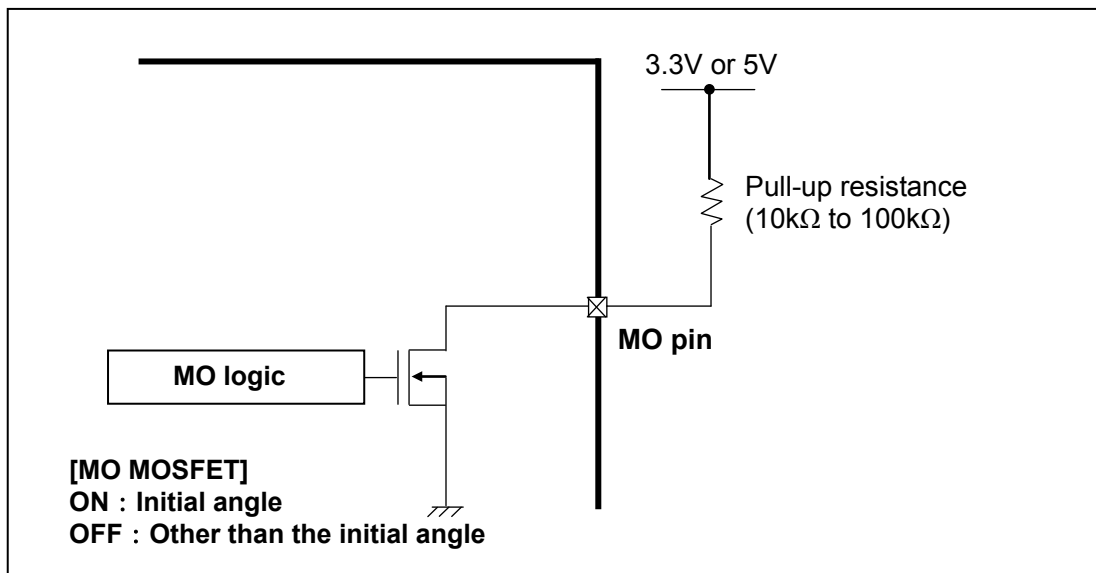 3.3V or 5V
Pull-up resistance
(10kΩ to 100kΩ)
MO pin
MO logic
[MO MOSFET]
ON : Initial angle
OFF : Other than the initial angle